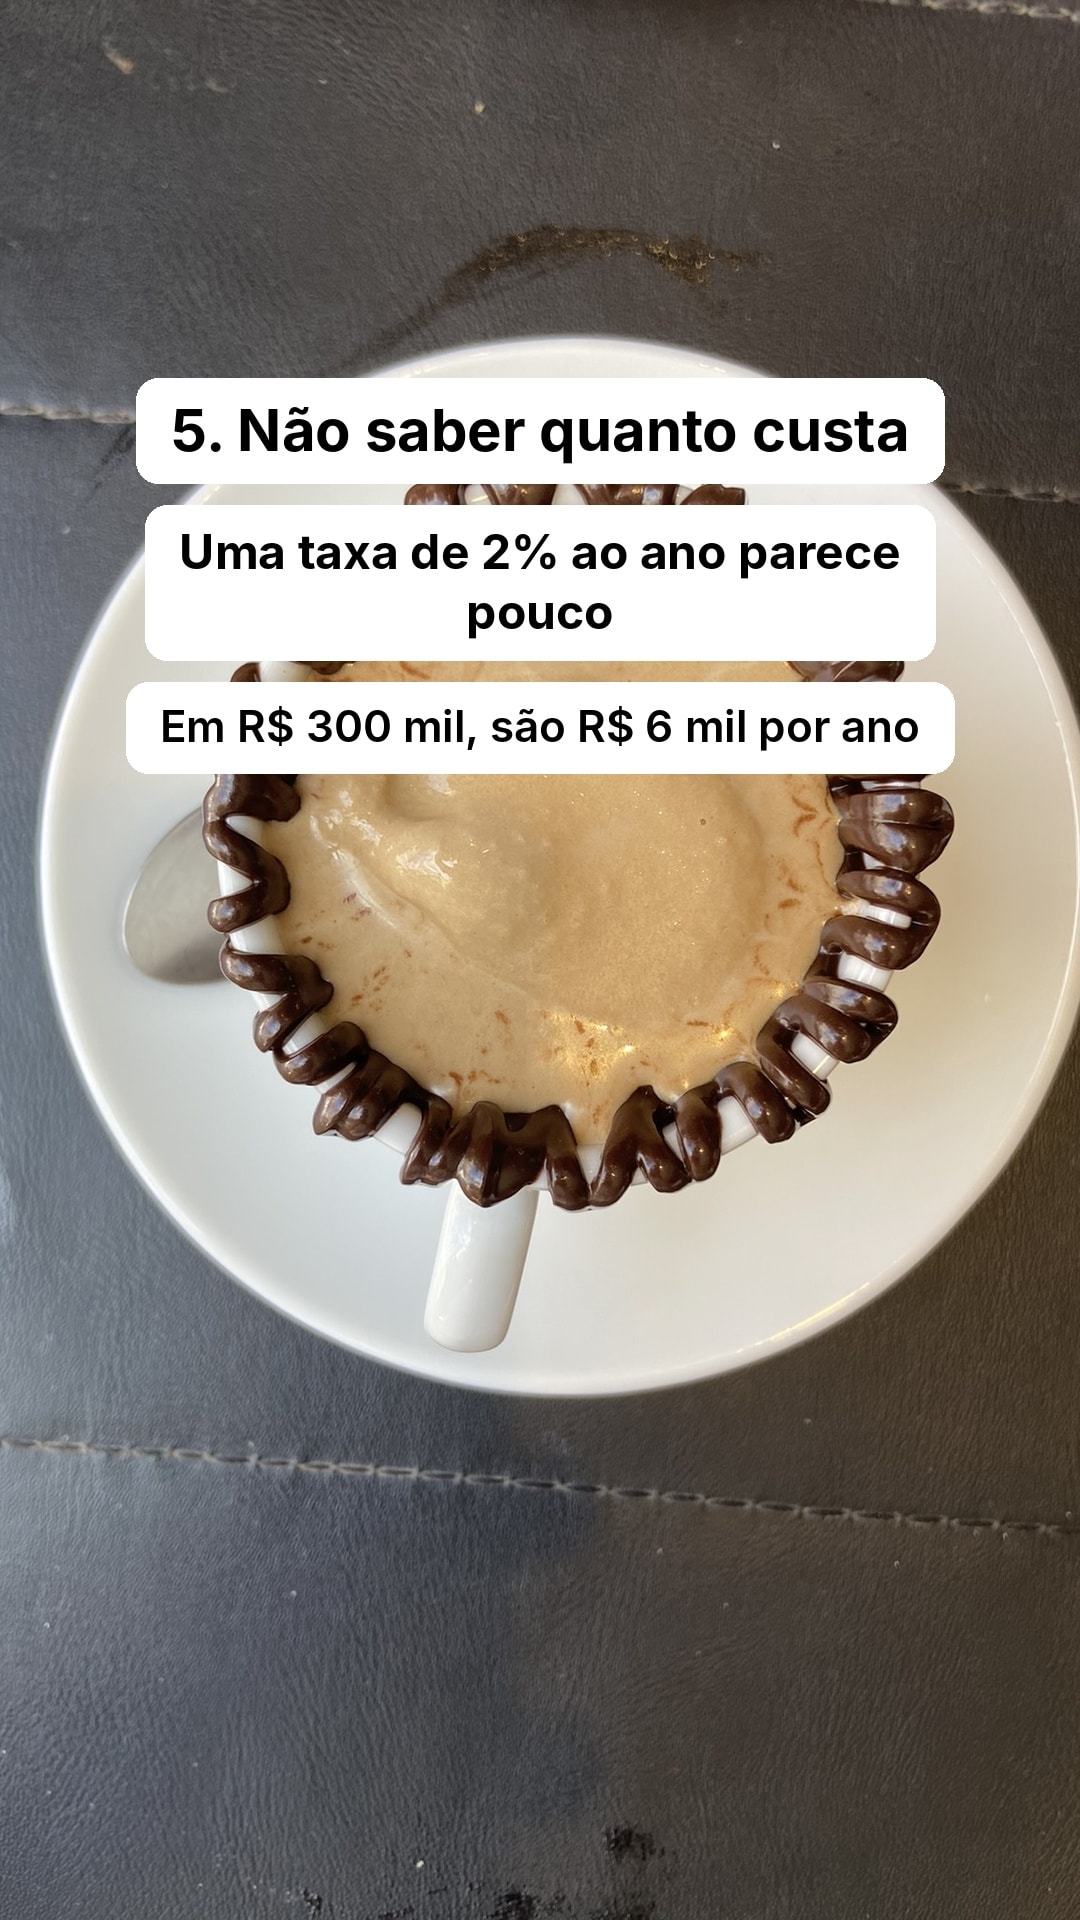 5. Não saber quanto custa
Uma taxa de 2% ao ano parece
pouco
Em R$ 300 mil, são R$ 6 mil por ano